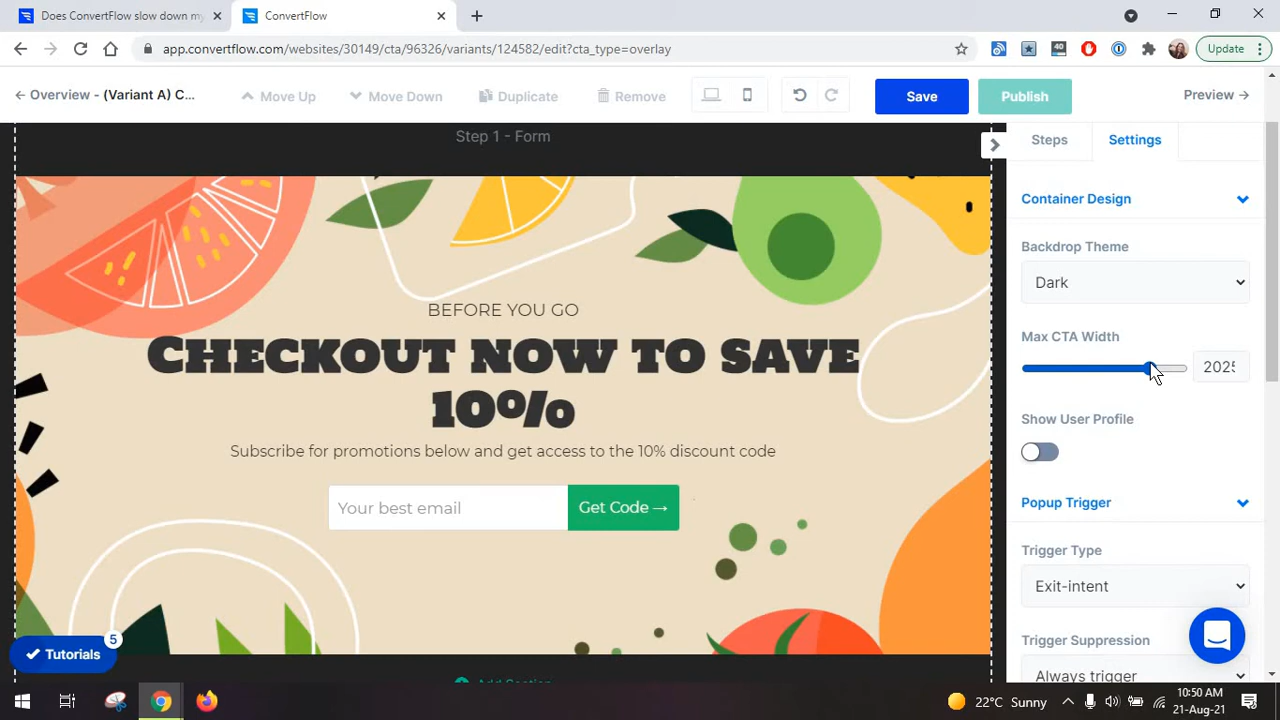 Does ConvertFlow slow down my
ConvertFlow
app.convertflow.com/websites/30149/cta/96326/variants/124582/edit?cta_type=overlay
40
Update
← Overview - (Variant A) C...
Move Up
Move Down
Duplicate
Remove
Save
Publish
Preview →
Step 1 - Form
Steps
Settings
Container Design
Backdrop Theme
Dark
Max CTA Width
2025
Show User Profile
Popup Trigger
Trigger Type
Exit-intent
Trigger Suppression
Always trigger
BEFORE YOU GO
CHECKOUT NOW TO SAVE
10%
Subscribe for promotions below and get access to the 10% discount code
Your best email
Get Code →
Tutorials
5
Add Section
22°C Sunny
10:50 AM
21-Aug-21